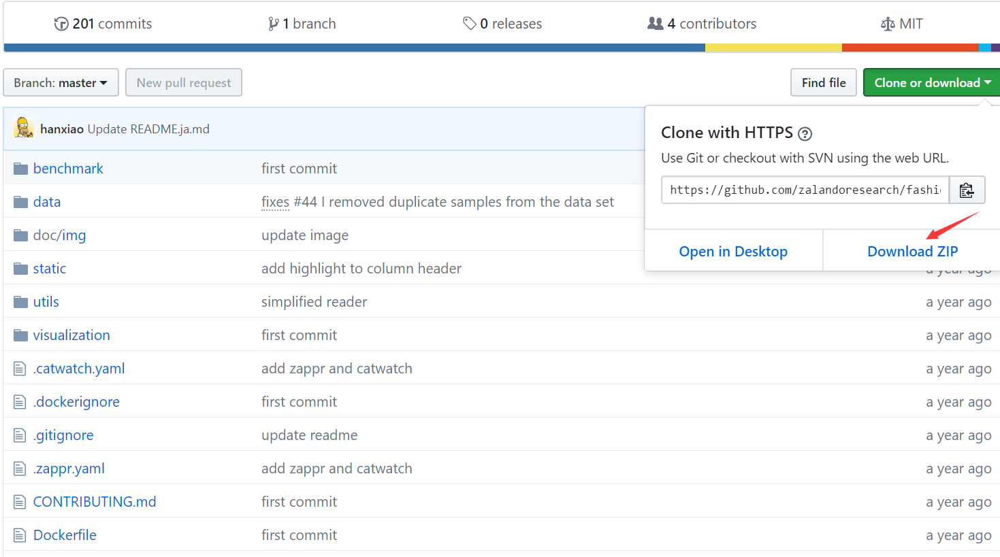 201 commits
1 branch
0 releases
4 contributors
MIT
Branch: master
New pull request
Find file
Clone or download
hanxiao Update README.ja.md
Clone with HTTPS ?
Use Git or checkout with SVN using the web URL.
https://github.com/zalandoresearch/fashi
Open in Desktop
Download ZIP
benchmark first commit
data fixes #44 I removed duplicate samples from the data set
doc/img update image
static add highlight to column header a year ago
utils simplified reader a year ago
visualization first commit a year ago
.catwatch.yaml add zappr and catwatch a year ago
.dockerignore first commit a year ago
.gitignore update readme a year ago
.zappr.yaml add zappr and catwatch a year ago
CONTRIBUTING.md first commit a year ago
Dockerfile first commit a year ago